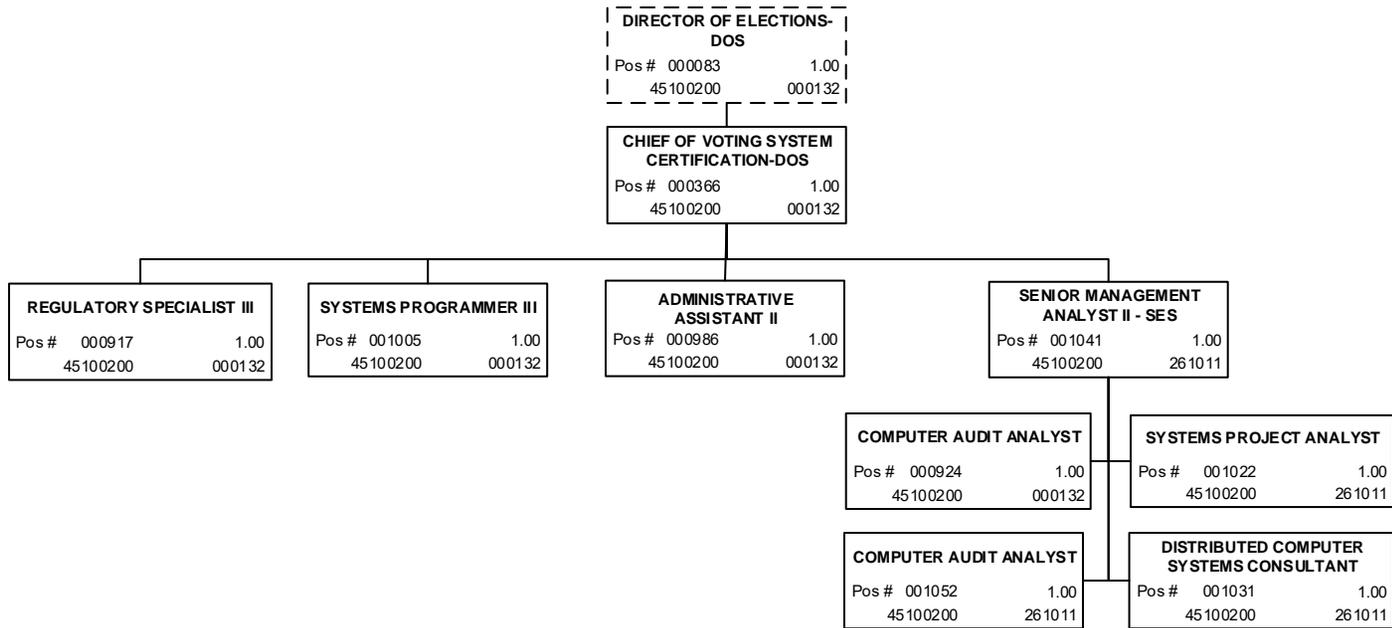 DIRECTOR OF ELECTIONS-
DOS
Pos # 000083 1.00
45100200 000132
CHIEF OF VOTING SYSTEM
CERTIFICATION-DOS
Pos # 000366 1.00
45100200 000132
REGULATORY SPECIALIST III
Pos # 000917 1.00
45100200 000132
SYSTEMS PROGRAMMER III
Pos # 001005 1.00
45100200 000132
ADMINISTRATIVE
ASSISTANT II
Pos # 000986 1.00
45100200 000132
SENIOR MANAGEMENT
ANALYST II - SES
Pos # 001041 1.00
45100200 261011
COMPUTER AUDIT ANALYST
Pos # 000924 1.00
45100200 000132
SYSTEMS PROJECT ANALYST
Pos # 001022 1.00
45100200 261011
COMPUTER AUDIT ANALYST
Pos # 001052 1.00
45100200 261011
DISTRIBUTED COMPUTER
SYSTEMS CONSULTANT
Pos # 001031 1.00
45100200 261011